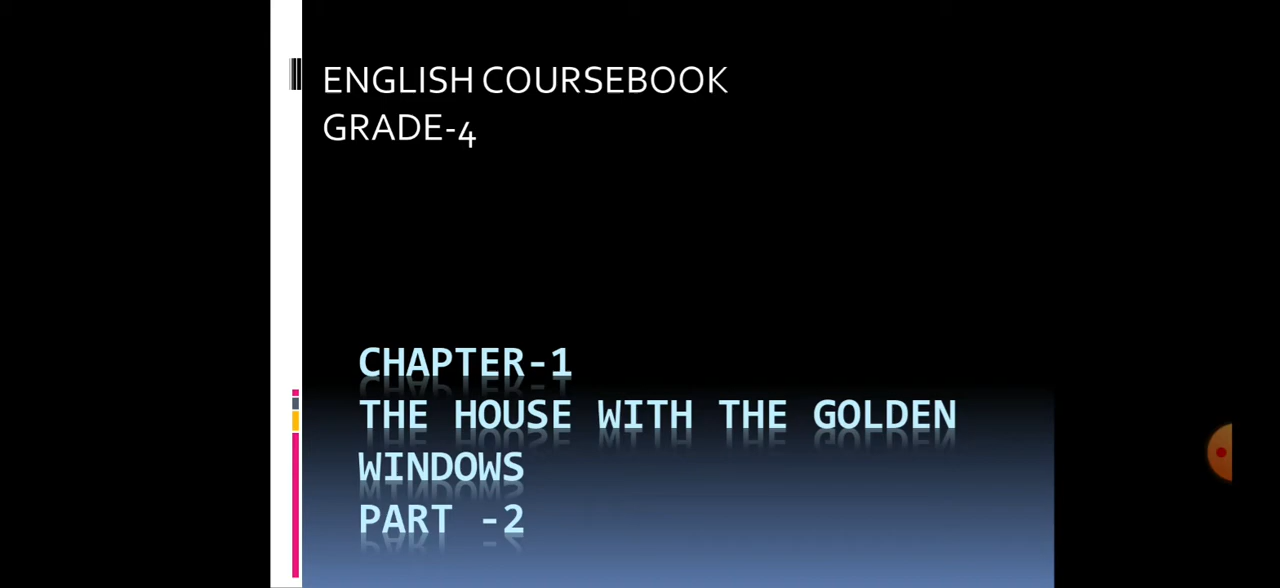 ENGLISH COURSEBOOK
GRADE-4
CHAPTER-1
THE HOUSE WITH THE GOLDEN
WINDOWS
PART -2